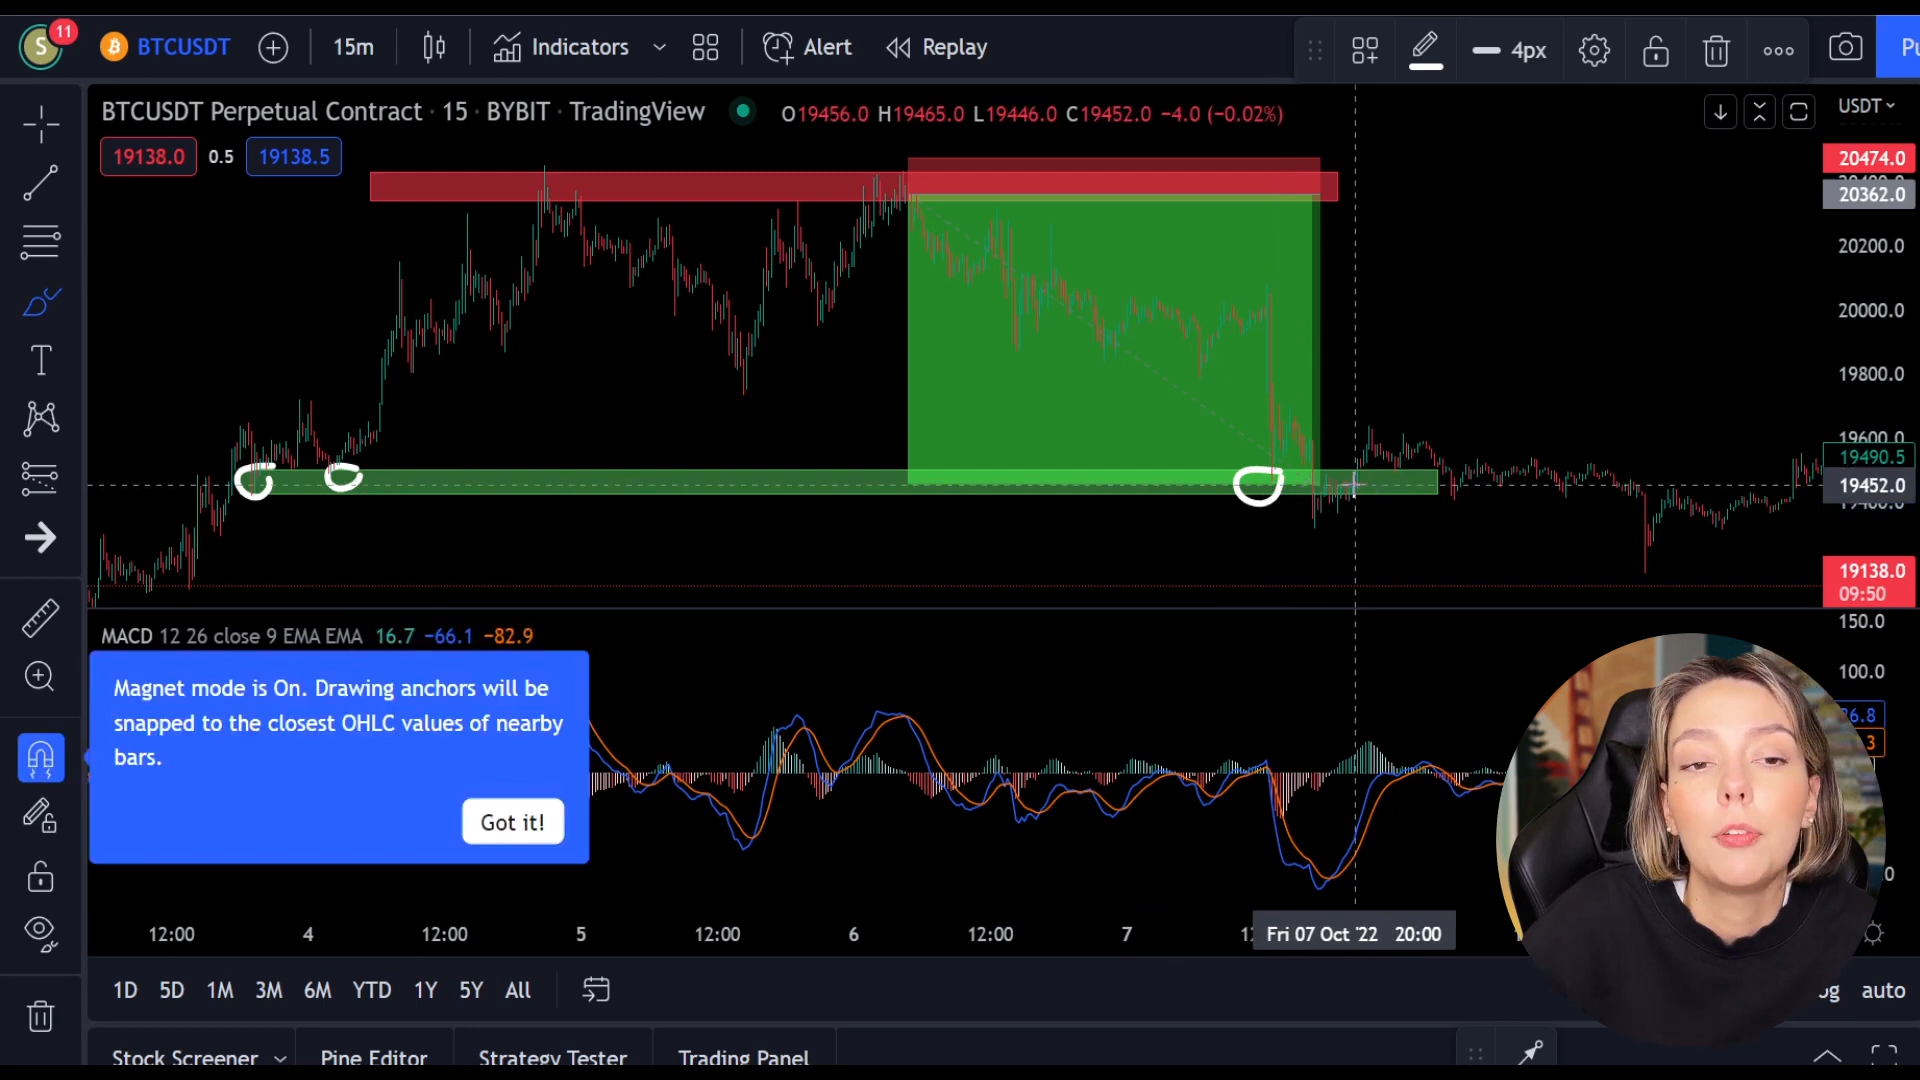 S 11 BTCUSDT 15m Indicators Alert Replay 4px Pu
BTCUSDT Perpetual Contract · 15 · BYBIT · TradingView O19456.0 H19465.0 L19446.0 C19452.0 −4.0 (−0.02%) USDT
19138.0 0.5 19138.5
20474.0
20362.0
20200.0
20000.0
19800.0
19600.0
19490.5
19452.0
19138.0
09:50
MACD 12 26 close 9 EMA EMA 16.7 −66.1 −82.9
150.0
100.0
Magnet mode is On. Drawing anchors will be
snapped to the closest OHLC values of nearby
bars.
Got it!
12:00 4 12:00 5 12:00 6 12:00 7 Fri 07 Oct '22 20:00
1D 5D 1M 3M 6M YTD 1Y 5Y All auto
Stock Screener Pine Editor Strategy Tester Trading Panel